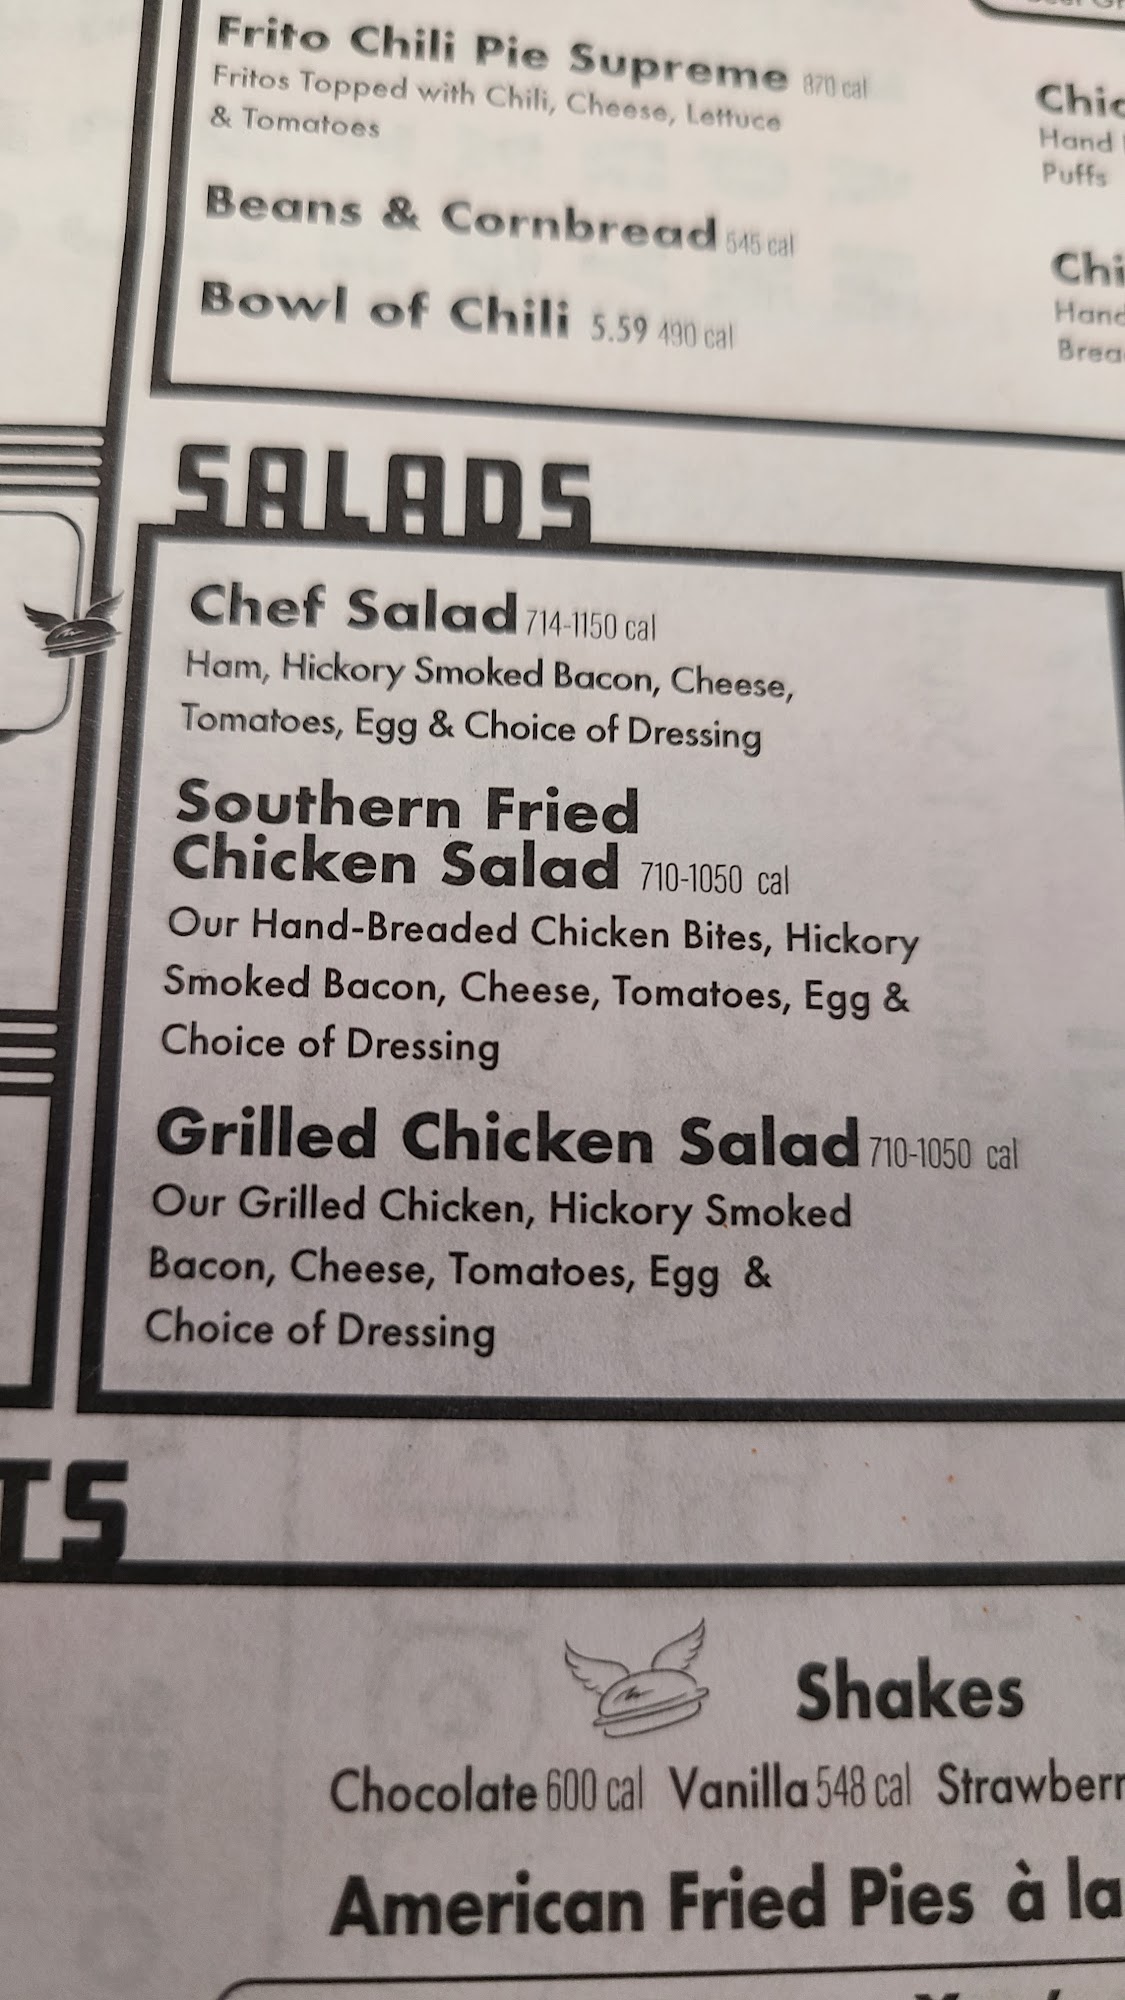 Frito Chili Pie Supreme 870 cal
Fritos Topped with Chili, Cheese, Lettuce
& Tomatoes
Beans & Cornbread 545 cal
Bowl of Chili 5.59 490 cal
Hand
Puffs
SALADS
Chef Salad 714-1150 cal
Ham, Hickory Smoked Bacon, Cheese,
Tomatoes, Egg & Choice of Dressing
Southern Fried
Chicken Salad 710-1050 cal
Our Hand-Breaded Chicken Bites, Hickory
Smoked Bacon, Cheese, Tomatoes, Egg &
Choice of Dressing
Grilled Chicken Salad 710-1050 cal
Our Grilled Chicken, Hickory Smoked
Bacon, Cheese, Tomatoes, Egg &
Choice of Dressing
TS
Shakes
Chocolate 600 cal Vanilla 548 cal Strawberr
American Fried Pies à la